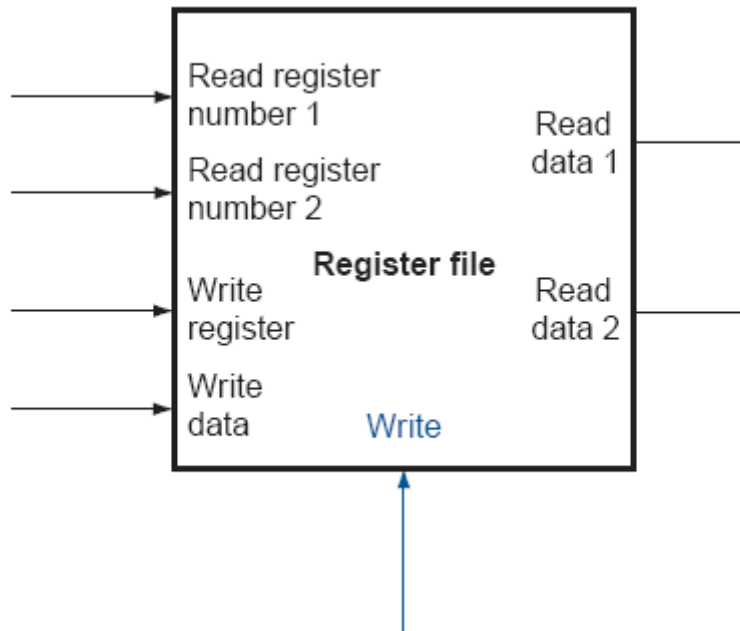 Read register
number 1
Read
data 1
Read register
number 2
Register file
Write
register
Read
data 2
Write
data
Write